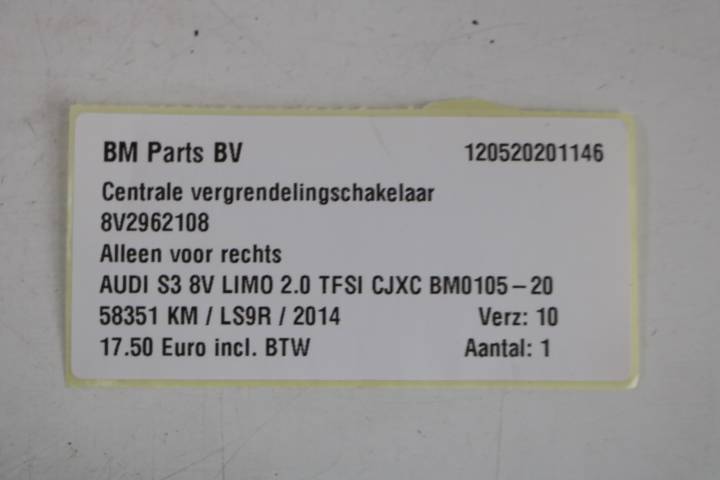 BM Parts BV 120520201146
Centrale vergrendelingschakelaar
8V2962108
Alleen voor rechts
AUDI S3 8V LIMO 2.0 TFSI CJXC BM0105-20
58351 KM / LS9R / 2014 Verz: 10
17.50 Euro incl. BTW Aantal: 1